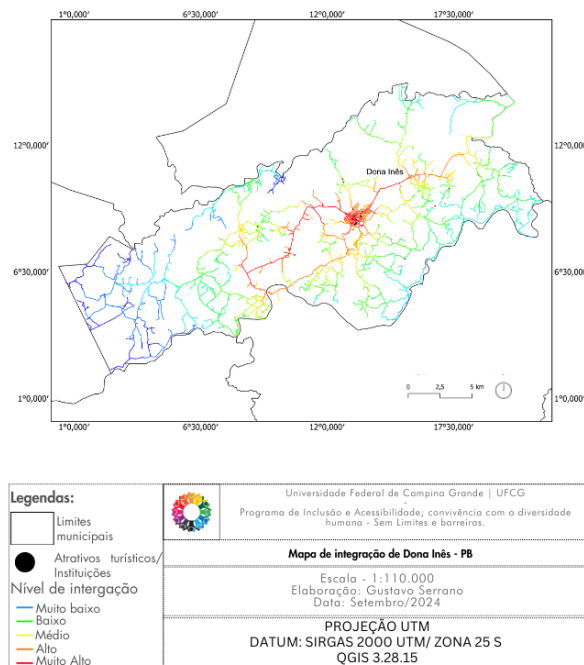 1°0,000' 6°30,000' 12°0,000' 17°30,000'
12°0,000' 12°0,000'
Dona Inês
6°30,000' 6°30,000'
0 2,5 5 km
1°0,000' 1°0,000'
1°0,000' 6°30,000' 12°0,000' 17°30,000'
Legendas:
Limites
municipais
Atrativos turísticos/
Instituições
Nível de intergação
Muito baixo
Baixo
Médio
Alto
Muito Alto
Universidade Federal de Campina Grande | UFCG
-
Programa de Inclusão e Acessibilidade; convivência com a diversidade
humana - Sem Limites e barreiras.
Mapa de integração de Dona Inês - PB
Escala - 1:110.000
Elaboração: Gustavo Serrano
Data: Setembro/2024
PROJEÇÃO UTM
DATUM: SIRGAS 2000 UTM/ ZONA 25 S
QGIS 3.28.15